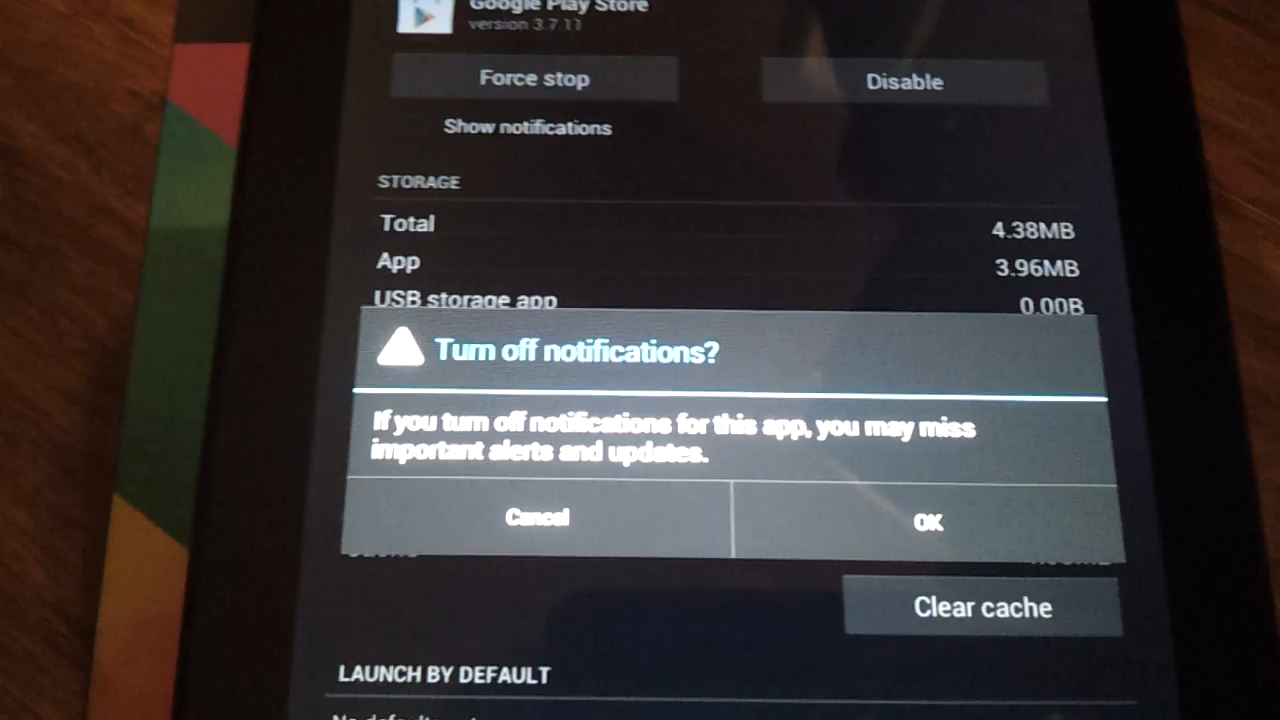 Google Play Store
version 3.7.11
Force stop
Disable
Show notifications
STORAGE
Total
4.38MB
App
3.96MB
USB storage app
0.00B
Turn off notifications?
If you turn off notifications for this app, you may miss
important alerts and updates.
Cancel
OK
Clear cache
LAUNCH BY DEFAULT